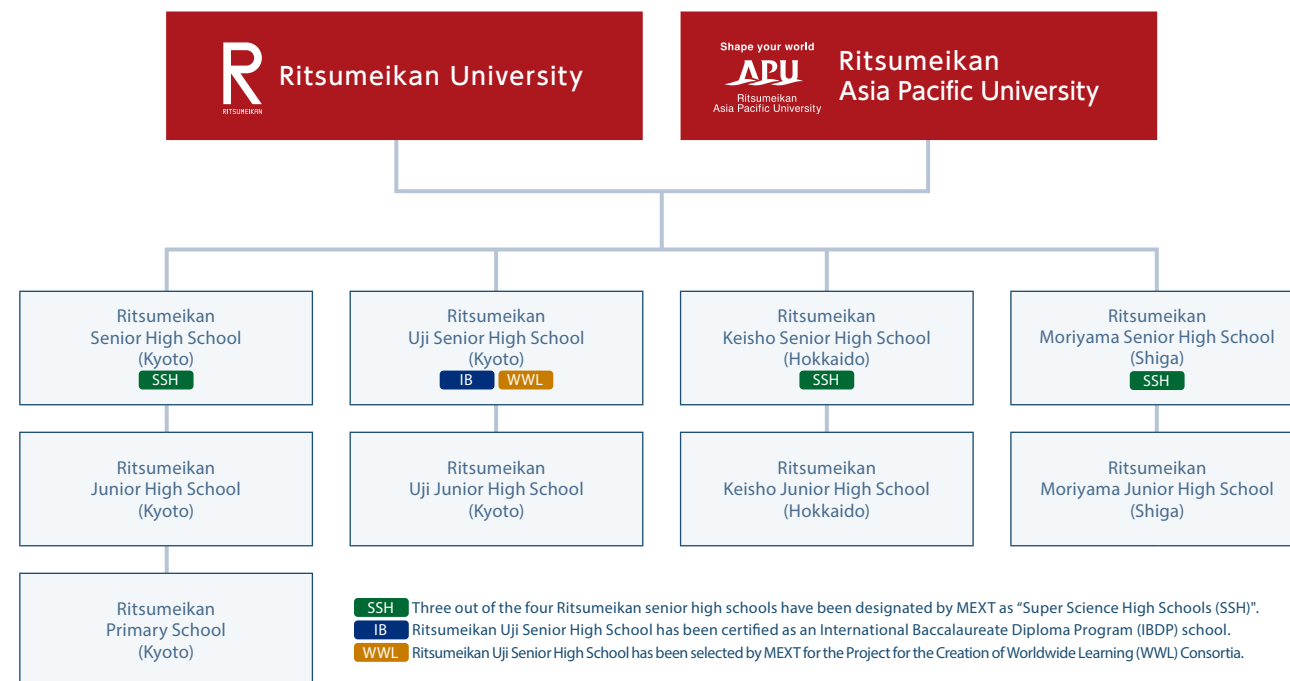 R
RITSUMEIKAN
Ritsumeikan University
Shape your world
APU
Ritsumeikan
Asia Pacific University
Ritsumeikan
Asia Pacific University
Ritsumeikan
Senior High School
(Kyoto)
SSH
Ritsumeikan
Uji Senior High School
(Kyoto)
IB WWL
Ritsumeikan
Keisho Senior High School
(Hokkaido)
SSH
Ritsumeikan
Moriyama Senior High School
(Shiga)
SSH
Ritsumeikan
Junior High School
(Kyoto)
Ritsumeikan
Uji Junior High School
(Kyoto)
Ritsumeikan
Keisho Junior High School
(Hokkaido)
Ritsumeikan
Moriyama Junior High School
(Shiga)
Ritsumeikan
Primary School
(Kyoto)
SSH Three out of the four Ritsumeikan senior high schools have been designated by MEXT as “Super Science High Schools (SSH)".
IB Ritsumeikan Uji Senior High School has been certified as an International Baccalaureate Diploma Program (IBDP) school.
WWL Ritsumeikan Uji Senior High School has been selected by MEXT for the Project for the Creation of Worldwide Learning (WWL) Consortia.